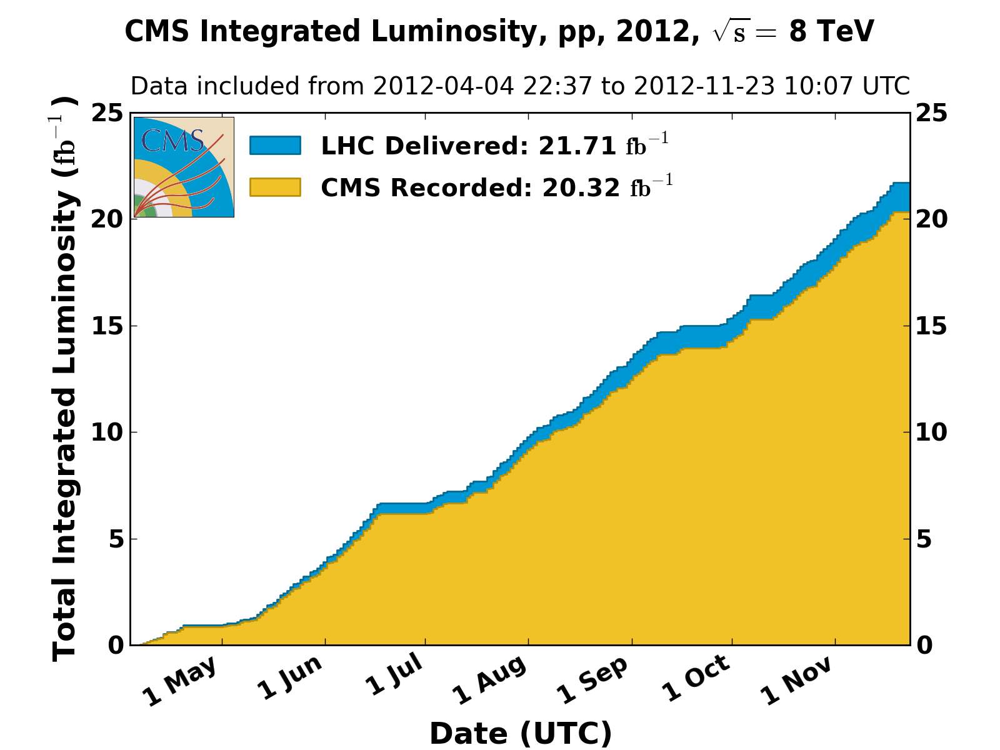 CMS Integrated Luminosity, pp, 2012, √s = 8 TeV
Data included from 2012-04-04 22:37 to 2012-11-23 10:07 UTC
Total Integrated Luminosity (fb⁻¹)
CMS
LHC Delivered: 21.71 fb⁻¹
CMS Recorded: 20.32 fb⁻¹
25 25
20 20
15 15
10 10
5 5
0 0
1 May 1 Jun 1 Jul 1 Aug 1 Sep 1 Oct 1 Nov
Date (UTC)